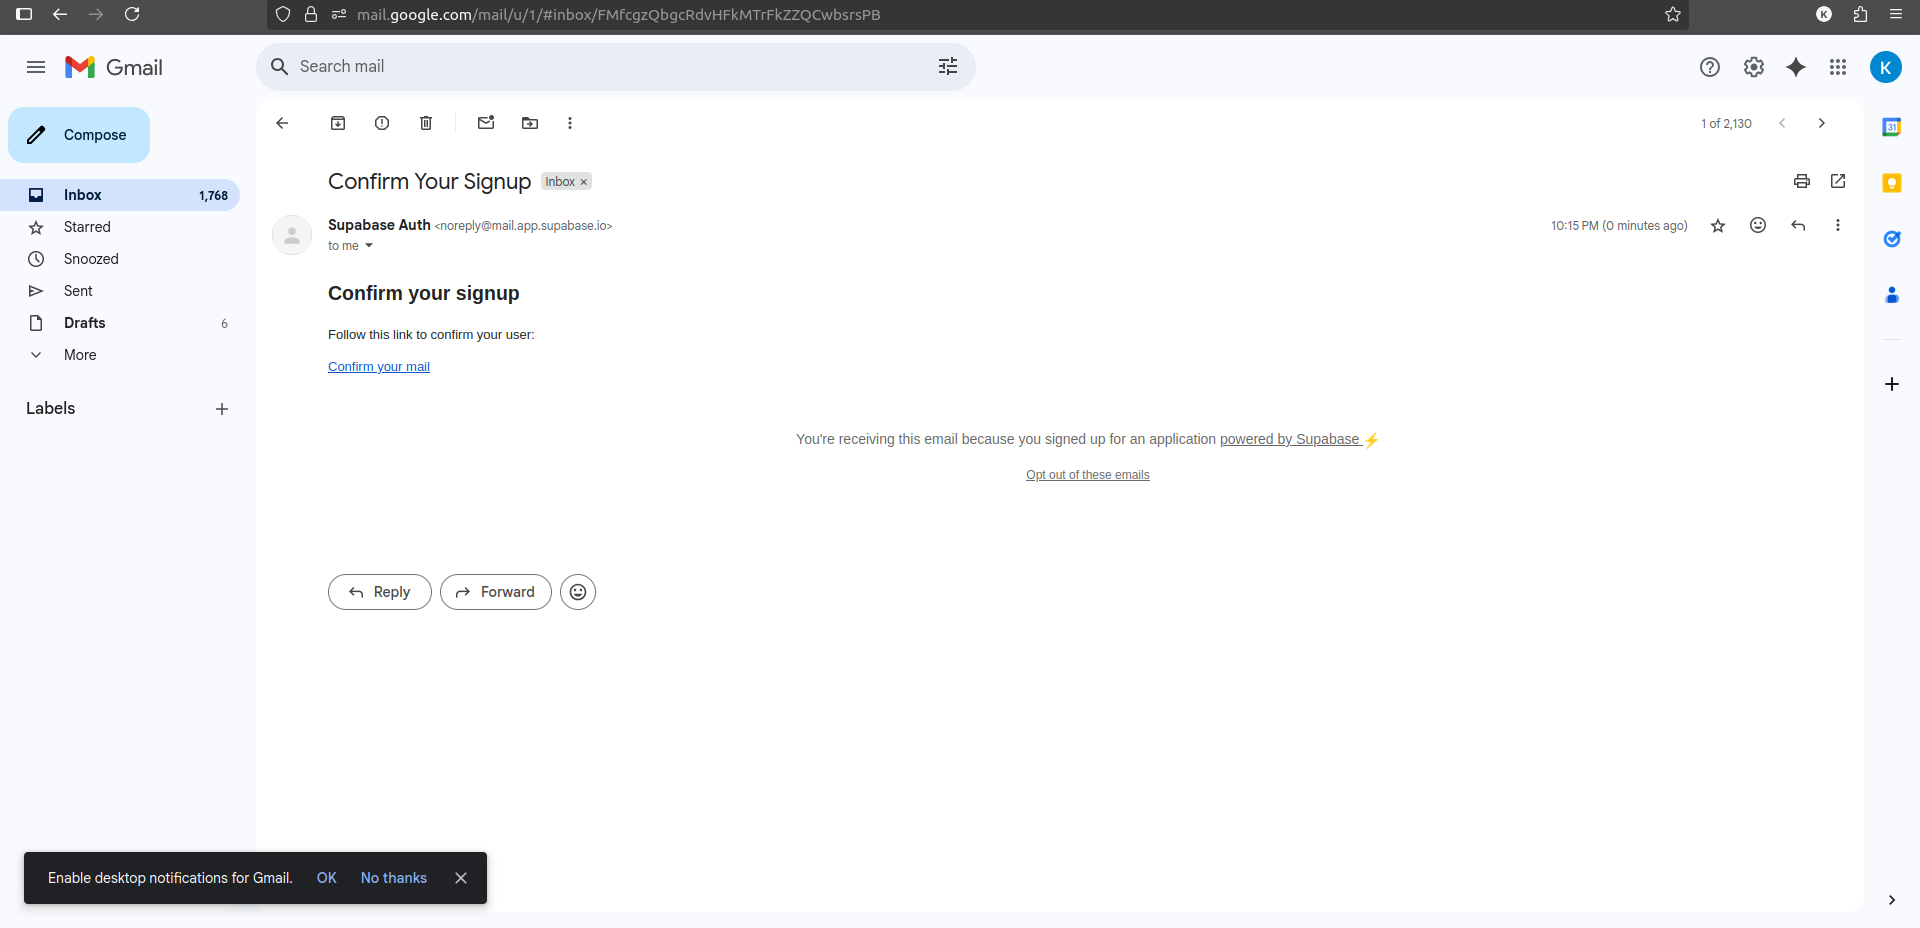 mail.google.com/mail/u/1/#inbox/FMfcgzQbgcRdvHFkMTrFkZZQCwbsrsPB
K
Gmail
Search mail
K
Compose
1 of 2,130
31
Inbox 1,768
Starred
Snoozed
Sent
Drafts 6
More
Labels
Confirm Your Signup Inbox ×
Supabase Auth <noreply@mail.app.supabase.io> 10:15 PM (0 minutes ago)
to me
Confirm your signup
Follow this link to confirm your user:
Confirm your mail
You're receiving this email because you signed up for an application powered by Supabase ⚡
Opt out of these emails
Reply Forward
Enable desktop notifications for Gmail. OK No thanks